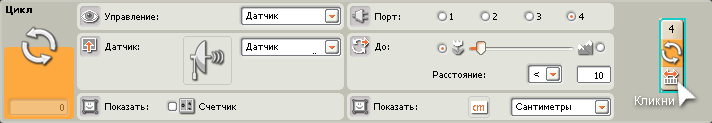 Цикл
Управление: Датчик
Порт: 1 2 3 4
4
Датчик: Датчик
До:
Расстояние: < 10
0
Показать: Счетчик
Показать: cm Сантиметры
Кликни